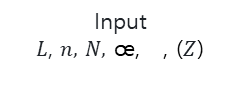 Input
L, n, N, œ, , (Z)